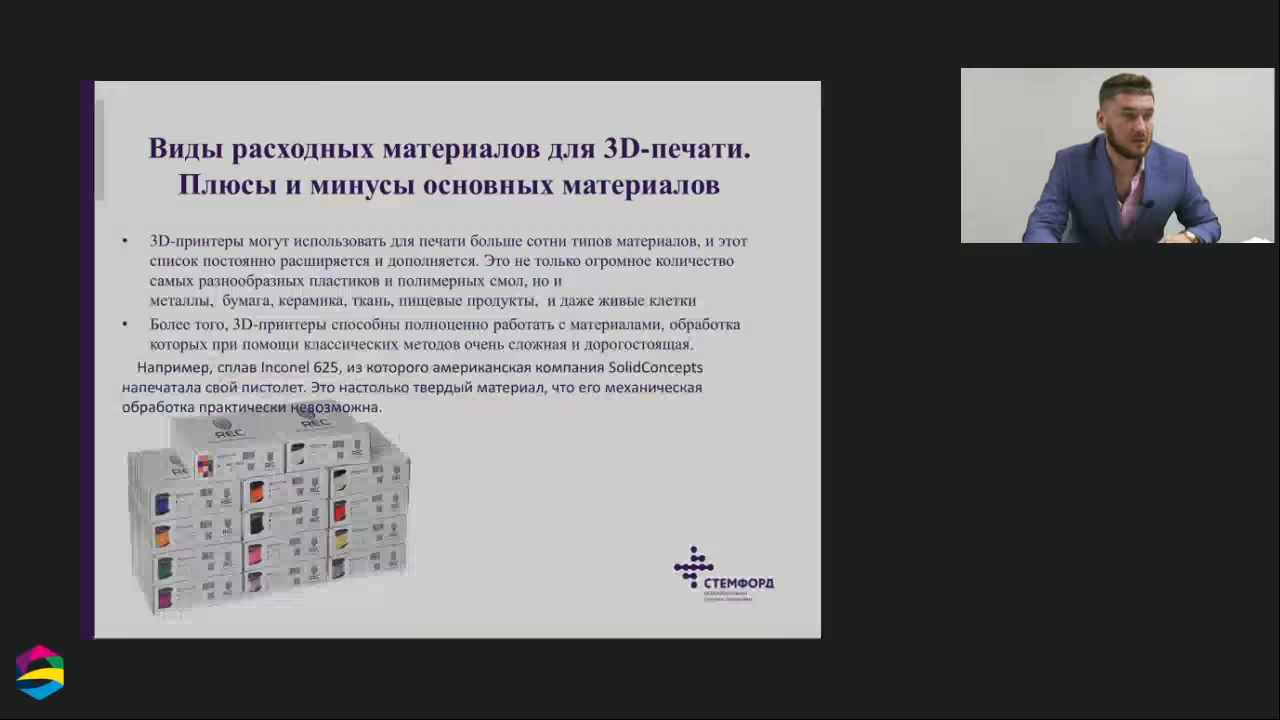 Виды расходных материалов для 3D-печати.
Плюсы и минусы основных материалов
• 3D-принтеры могут использовать для печати больше сотни типов материалов, и этот
список постоянно расширяется и дополняется. Это не только огромное количество
самых разнообразных пластиков и полимерных смол, но и
металлы, бумага, керамика, ткань, пищевые продукты, и даже живые клетки
• Более того, 3D-принтеры способны полноценно работать с материалами, обработка
которых при помощи классических методов очень сложная и дорогостоящая.
Например, сплав Inconel 625, из которого американская компания SolidConcepts
напечатала свой пистолет. Это настолько твердый материал, что его механическая
обработка практически невозможна.
REC
REC
СТЕМФОРД